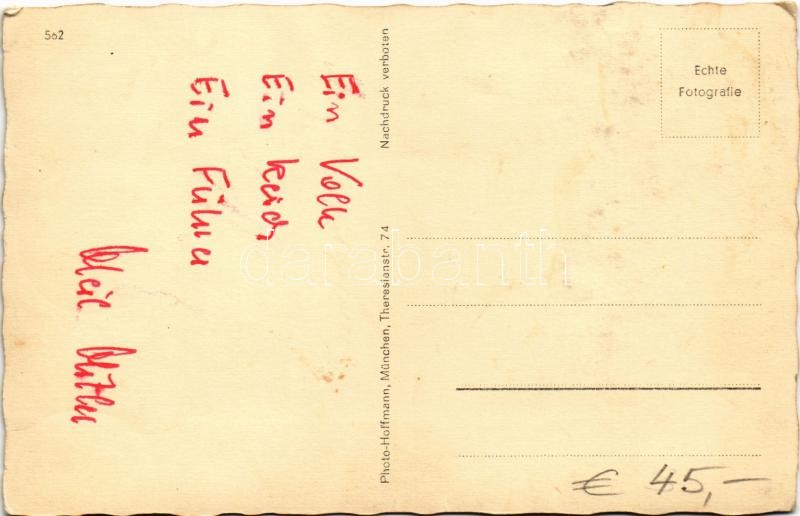 562
Ein Volk
Ein Reich,
Ein Führer
Heil Hitler
Nachdruck verboten
Photo-Hoffmann, München, Theresienstr. 74
Echte
Fotografie
darabanth
€ 45,-